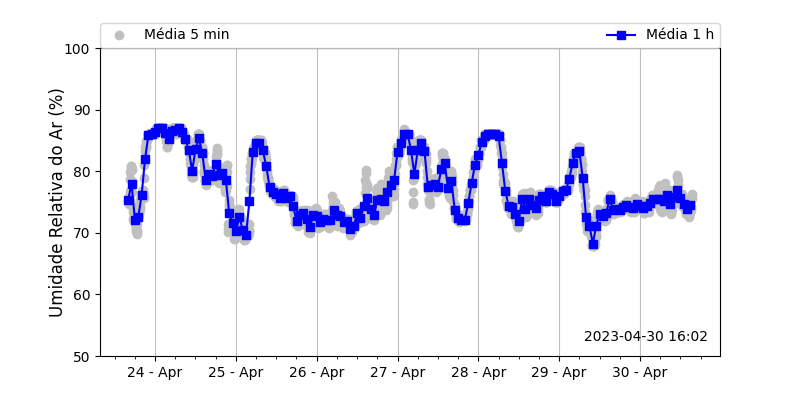 Média 5 min
Média 1 h
Umidade Relativa do Ar (%)
100
90
80
70
60
50
2023-04-30 16:02
24 - Apr
25 - Apr
26 - Apr
27 - Apr
28 - Apr
29 - Apr
30 - Apr